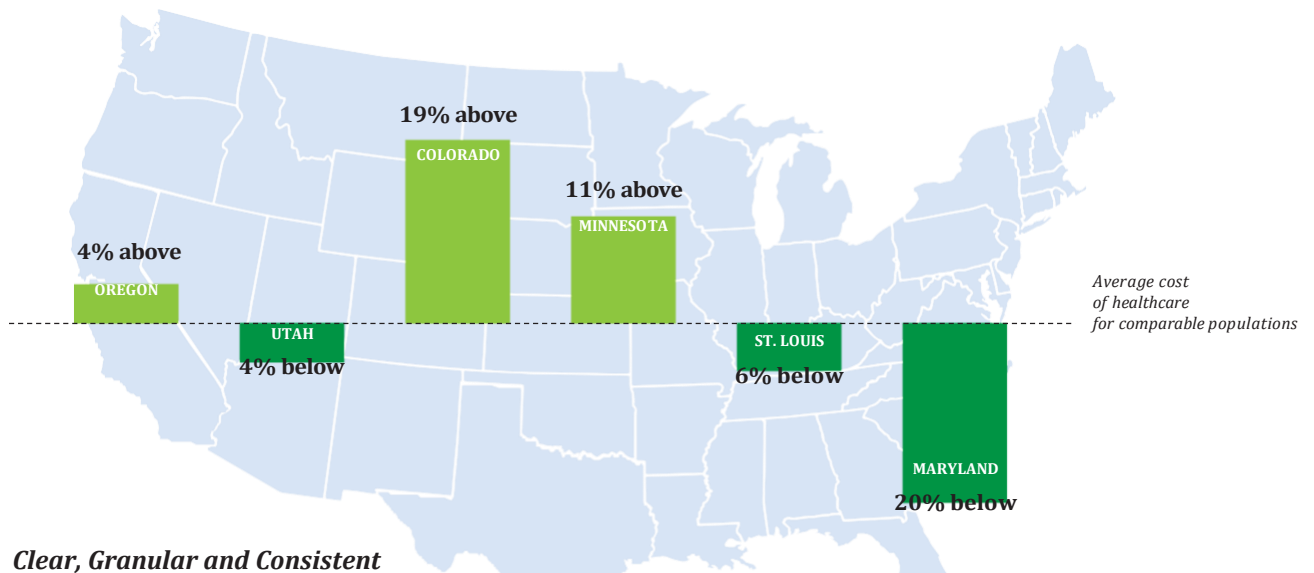 19% above
COLORADO
11% above
MINNESOTA
4% above
OREGON
Average cost
of healthcare
for comparable populations
UTAH
4% below
ST. LOUIS
6% below
MARYLAND
20% below
Clear, Granular and Consistent